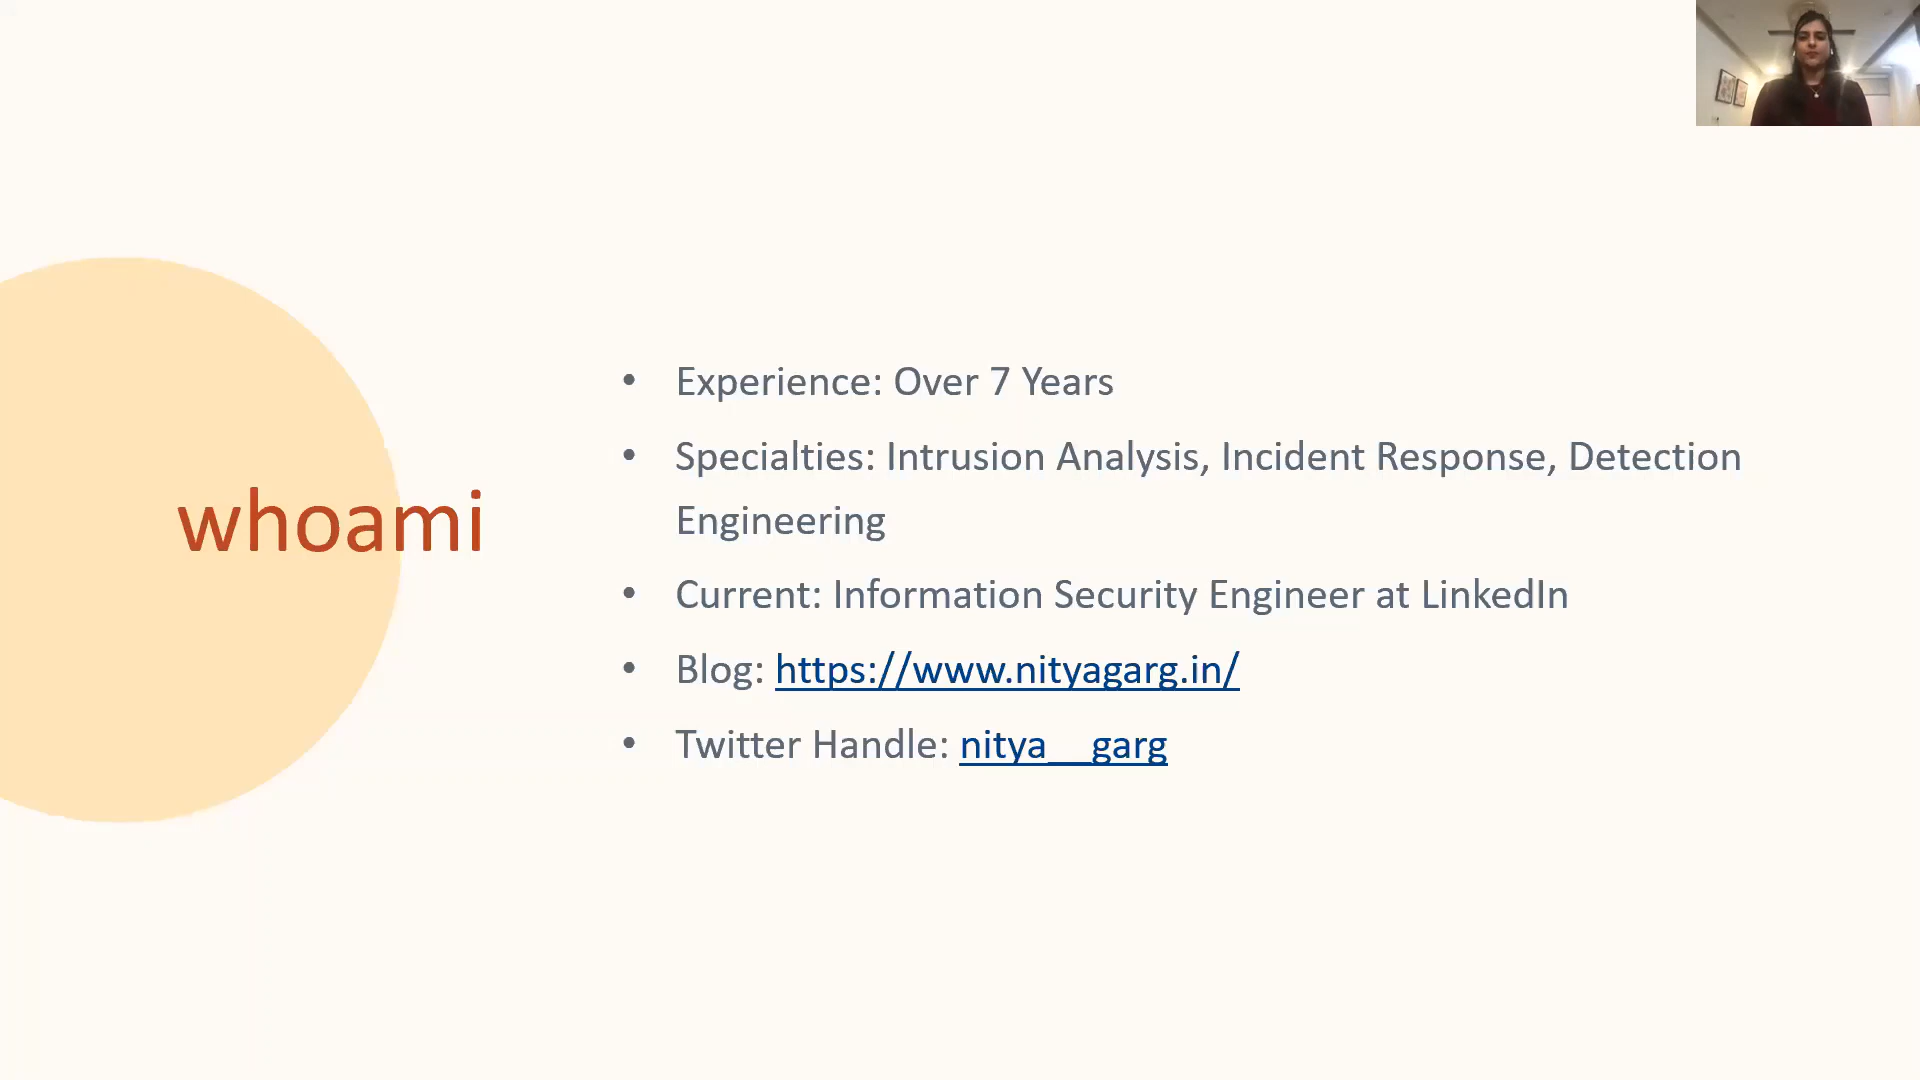 whoami
• Experience: Over 7 Years
• Specialties: Intrusion Analysis, Incident Response, Detection
Engineering
• Current: Information Security Engineer at LinkedIn
• Blog: https://www.nityagarg.in/
• Twitter Handle: nitya__garg